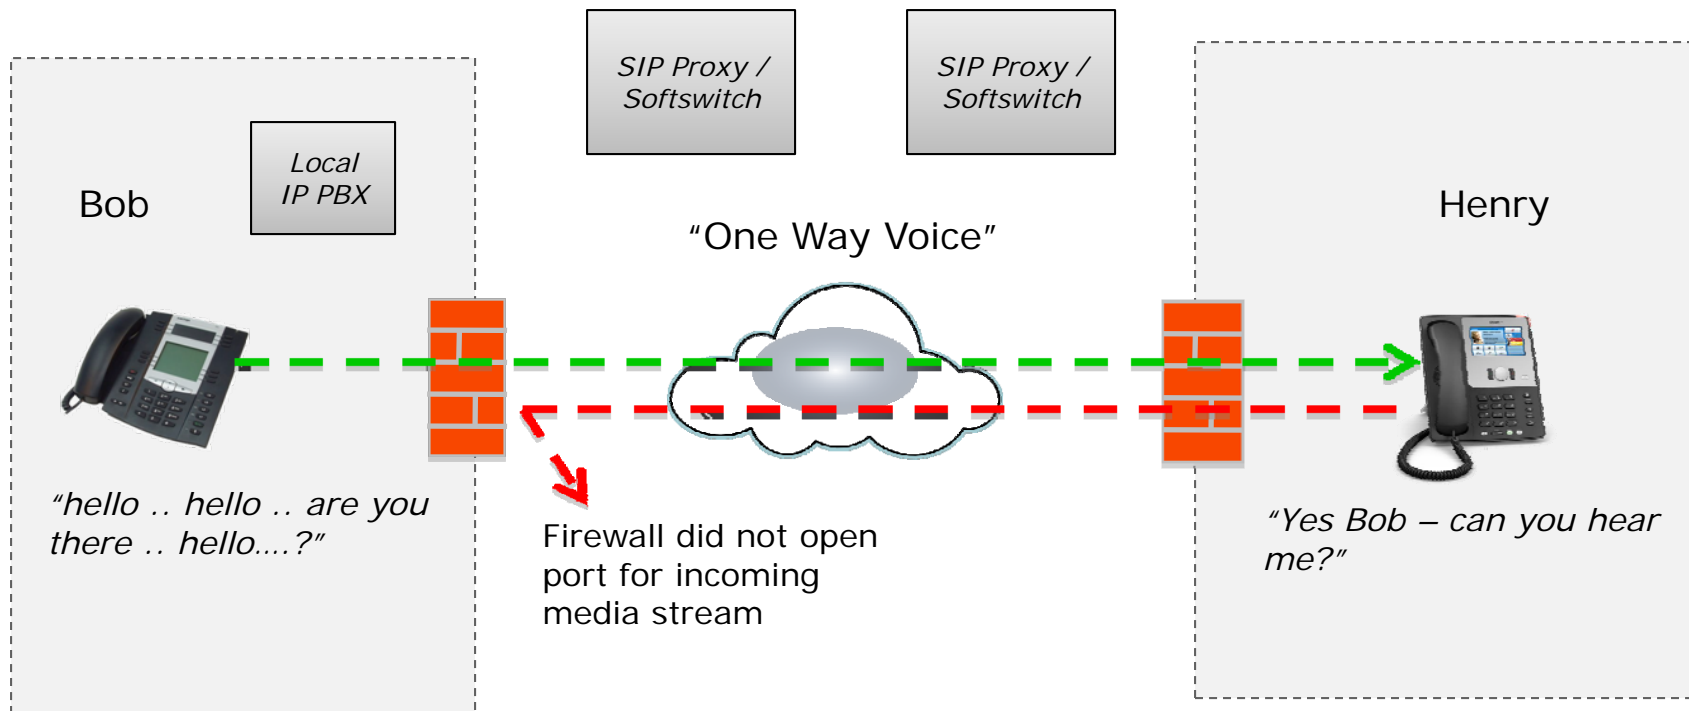 SIP Proxy /
Softswitch
SIP Proxy /
Softswitch
Local
IP PBX
Bob
Henry
“One Way Voice”
“hello .. hello .. are you
there .. hello....?”
Firewall did not open
port for incoming
media stream
“Yes Bob – can you hear
me?”